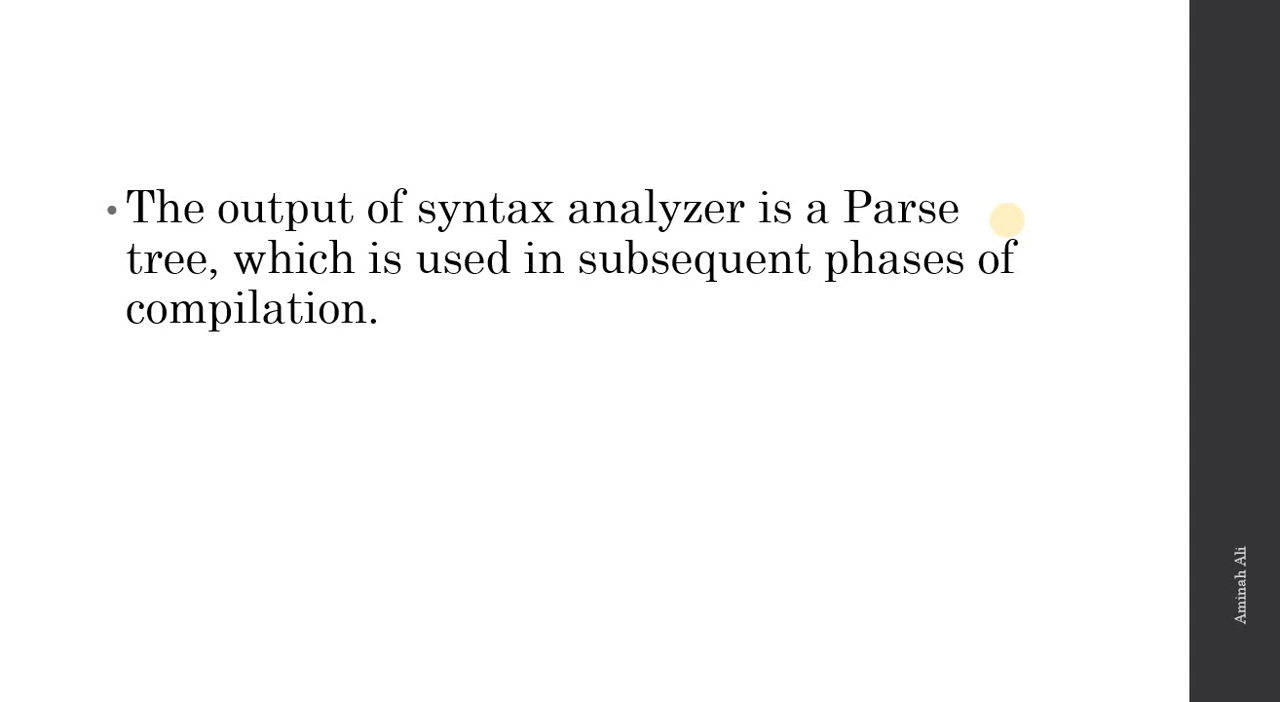 • The output of syntax analyzer is a Parse
tree, which is used in subsequent phases of
compilation.
Aminah Ali